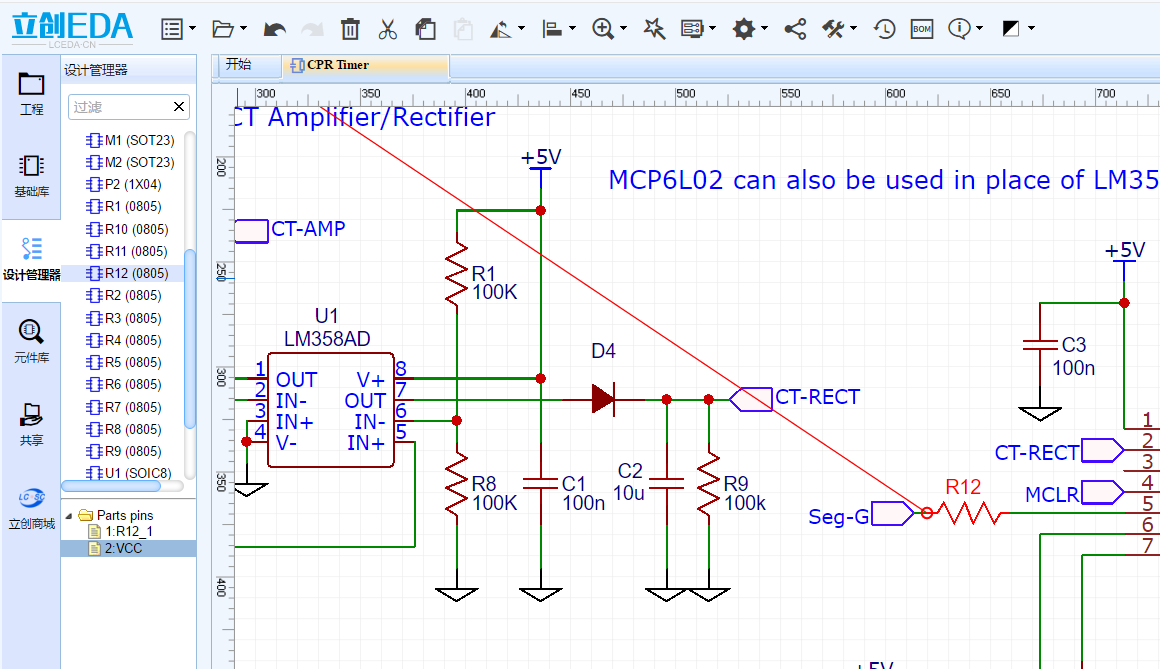 立创EDA
LCEDA·CN
BOM
设计管理器
开始
CPR Timer
工程
过滤
300
350
400
450
500
550
600
650
700
M1 (SOT23)
M2 (SOT23)
P2 (1X04)
R1 (0805)
R10 (0805)
R11 (0805)
R12 (0805)
R2 (0805)
R3 (0805)
R4 (0805)
R5 (0805)
R6 (0805)
R7 (0805)
R8 (0805)
R9 (0805)
U1 (SOIC8)
基础库
设计管理器
元件库
共享
立创商城
Parts pins
1:R12_1
2:VCC
200
250
300
350
400
CT Amplifier/Rectifier
+5V
MCP6L02 can also be used in place of LM35
CT-AMP
R1
100K
+5V
U1
LM358AD
1
2
3
4
OUT
IN-
IN+
V-
V+
OUT
IN-
IN+
8
7
6
5
D4
C3
100n
CT-RECT
R8
100K
C1
100n
C2
10u
R9
100k
CT-RECT
MCLR
Seg-G
R12
1
2
3
4
5
6
7
+5V